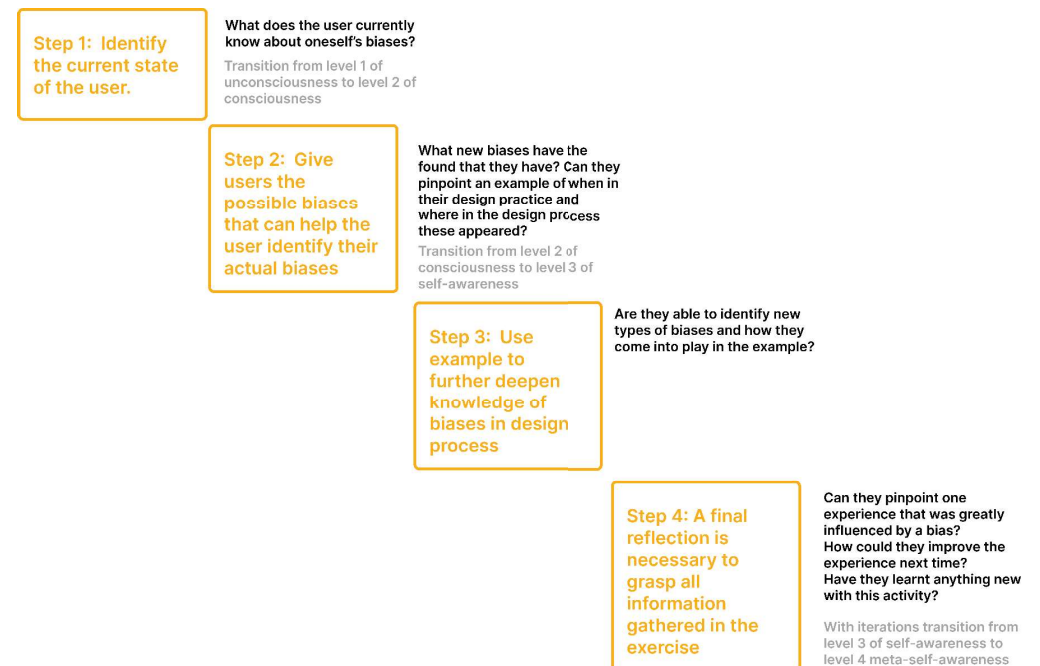 Step 1:  Identify
the current state
of the user.
What does the user currently
know about oneself's biases?
Transition from level 1 of
unconsciousness to level 2 of
consciousness
Step 2:  Give
users the
possible biases
that can help the
user identify their
actual biases
What new biases have the
found that they have? Can they
pinpoint an example of when in
their design practice and
where in the design process
these appeared?
Transition from level 2 of
consciousness to level 3 of
self-awareness
Step 3:  Use
example to
further deepen
knowledge of
biases in design
process
Are they able to identify new
types of biases and how they
come into play in the example?
Step 4: A final
reflection is
necessary to
grasp all
information
gathered in the
exercise
Can they pinpoint one
experience that was greatly
influenced by a bias?
How could they improve the
experience next time?
Have they learnt anything new
with this activity?
With iterations transition from
level 3 of self-awareness to
level 4 meta-self-awareness